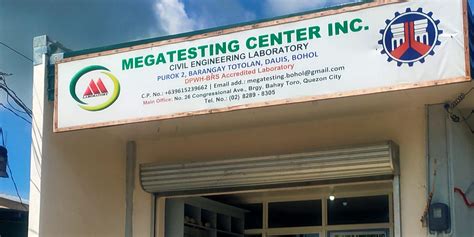 MEGATESTING CENTER INC.
CIVIL ENGINEERING LABORATORY
PUROK 2, BARANGAY TOTOLAN, DAUIS, BOHOL
DPWH-BRS Accredited Laboratory
C.P. No.: +639615239662 | Email add.: megatesting.bohol@gmail.com
Main Office: No. 26 Congressional Ave., Brgy. Bahay Toro, Quezon City
Tel. No.: (02) 8289 - 8305